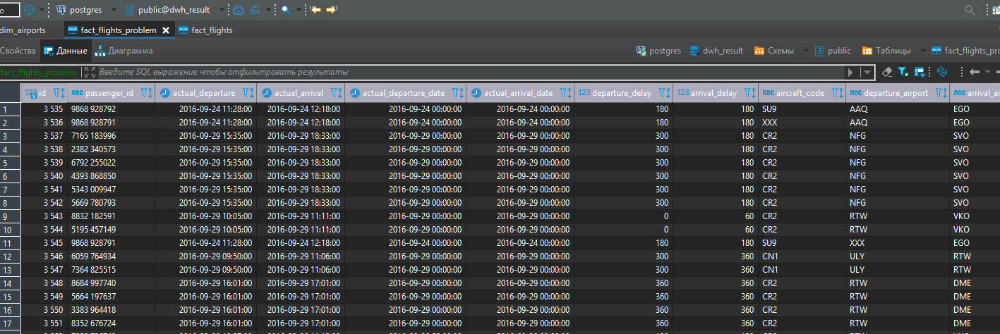 o postgres public@dwh_result
dim_airports fact_flights_problem fact_flights
Свойства Данные Диаграмма postgres dwh_result Схемы public Таблицы fact_flights_pro
fact_flights_problem Введите SQL выражение чтобы отфильтровать результаты
123 id ABC passenger_id actual_departure actual_arrival actual_departure_date actual_arrival_date 123 departure_delay 123 arrival_delay ABC aircraft_code ABC departure_airport ABC arrival_ai
1 3 535 9868 928792 2016-09-24 11:28:00 2016-09-24 12:18:00 2016-09-24 00:00:00 2016-09-24 00:00:00 180 180 SU9 AAQ EGO
2 3 536 9868 928791 2016-09-24 11:28:00 2016-09-24 12:18:00 2016-09-24 00:00:00 2016-09-24 00:00:00 180 180 XXX AAQ EGO
3 3 537 7165 183996 2016-09-29 15:35:00 2016-09-29 18:33:00 2016-09-29 00:00:00 2016-09-29 00:00:00 300 180 CR2 NFG SVO
4 3 538 2382 340573 2016-09-29 15:35:00 2016-09-29 18:33:00 2016-09-29 00:00:00 2016-09-29 00:00:00 300 180 CR2 NFG SVO
5 3 539 6792 255022 2016-09-29 15:35:00 2016-09-29 18:33:00 2016-09-29 00:00:00 2016-09-29 00:00:00 300 180 CR2 NFG SVO
6 3 540 4393 868850 2016-09-29 15:35:00 2016-09-29 18:33:00 2016-09-29 00:00:00 2016-09-29 00:00:00 300 180 CR2 NFG SVO
7 3 541 5343 009947 2016-09-29 15:35:00 2016-09-29 18:33:00 2016-09-29 00:00:00 2016-09-29 00:00:00 300 180 CR2 NFG SVO
8 3 542 5669 780793 2016-09-29 15:35:00 2016-09-29 18:33:00 2016-09-29 00:00:00 2016-09-29 00:00:00 300 180 CR2 NFG SVO
9 3 543 8832 182591 2016-09-29 10:05:00 2016-09-29 11:11:00 2016-09-29 00:00:00 2016-09-29 00:00:00 0 60 CR2 RTW VKO
10 3 544 5195 457149 2016-09-29 10:05:00 2016-09-29 11:11:00 2016-09-29 00:00:00 2016-09-29 00:00:00 0 60 CR2 RTW VKO
11 3 545 9868 928791 2016-09-24 11:28:00 2016-09-24 12:18:00 2016-09-24 00:00:00 2016-09-24 00:00:00 180 180 SU9 XXX EGO
12 3 546 6059 764934 2016-09-29 09:50:00 2016-09-29 11:06:00 2016-09-29 00:00:00 2016-09-29 00:00:00 300 360 CN1 ULY RTW
13 3 547 7364 825515 2016-09-29 09:50:00 2016-09-29 11:06:00 2016-09-29 00:00:00 2016-09-29 00:00:00 300 360 CN1 ULY RTW
14 3 548 8684 997740 2016-09-29 16:01:00 2016-09-29 17:01:00 2016-09-29 00:00:00 2016-09-29 00:00:00 360 360 CR2 RTW DME
15 3 549 5664 197637 2016-09-29 16:01:00 2016-09-29 17:01:00 2016-09-29 00:00:00 2016-09-29 00:00:00 360 360 CR2 RTW DME
16 3 550 3383 964418 2016-09-29 16:01:00 2016-09-29 17:01:00 2016-09-29 00:00:00 2016-09-29 00:00:00 360 360 CR2 RTW DME
17 3 551 8352 676724 2016-09-29 16:01:00 2016-09-29 17:01:00 2016-09-29 00:00:00 2016-09-29 00:00:00 360 360 CR2 RTW DME